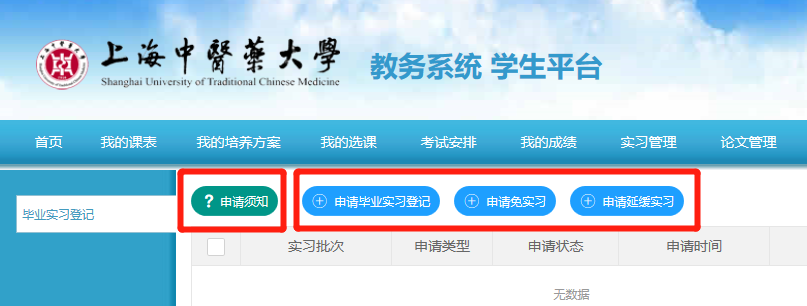 上海中醫藥大學
Shanghai University of Traditional Chinese Medicine
教务系统 学生平台
首页 我的课表 我的培养方案 我的选课 考试安排 我的成绩 实习管理 论文管理
毕业实习登记
? 申请须知 申请毕业实习登记 申请免实习 申请延缓实习
实习批次 申请类型 申请状态 申请时间
无数据